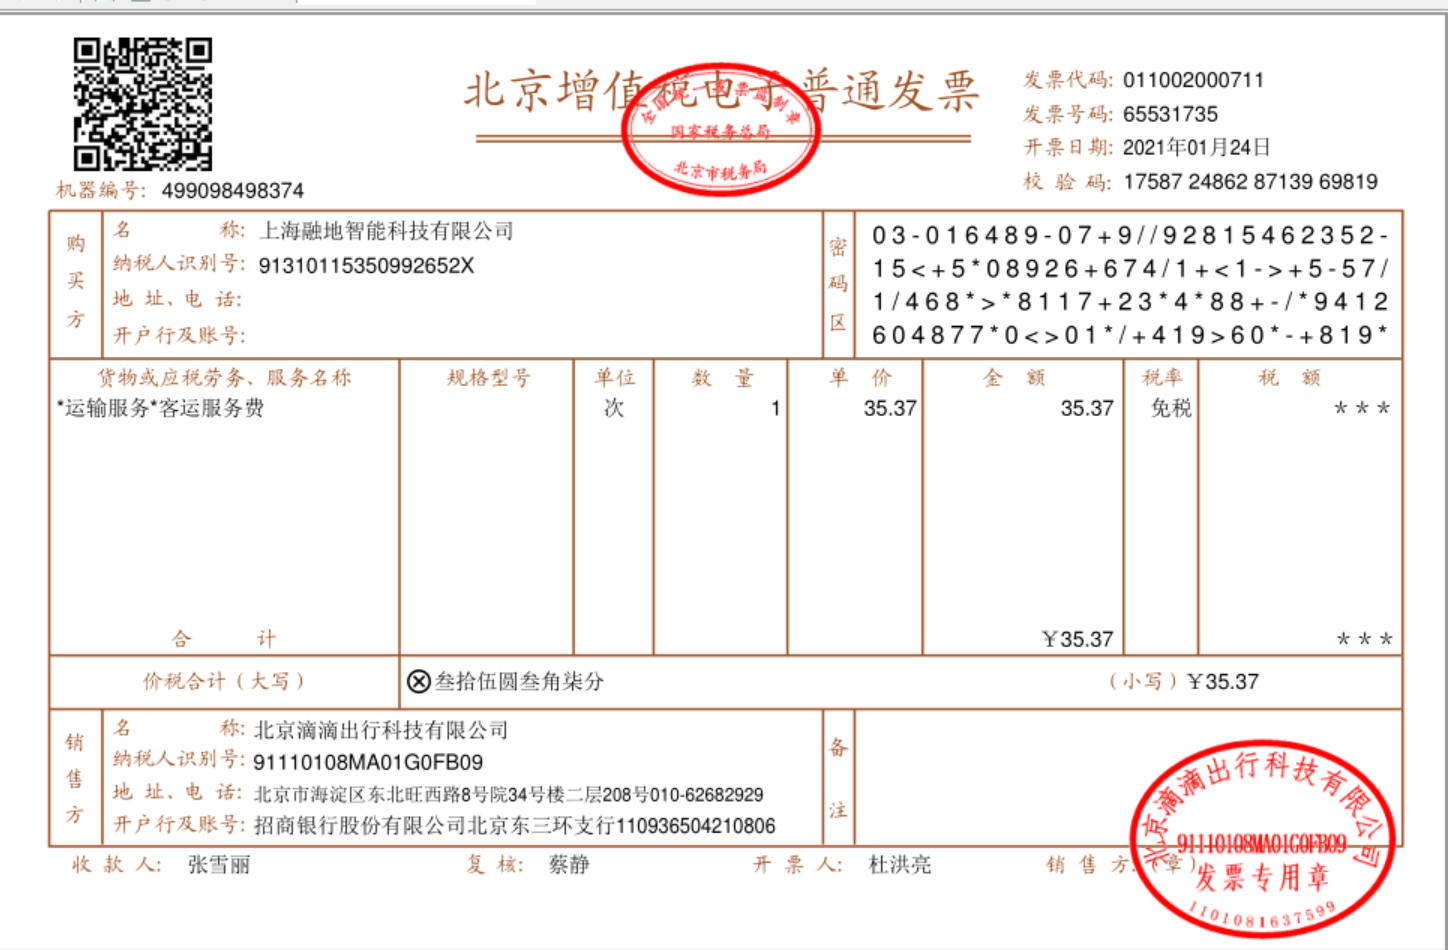 北京增值税电子普通发票
全国统一发票监制章
国家税务总局
北京市税务局
发票代码: 011002000711
发票号码: 65531735
开票日期: 2021年01月24日
校 验 码: 17587 24862 87139 69819
机器编号: 499098498374
购买方
名 称: 上海融地智能科技有限公司
纳税人识别号: 91310115350992652X
地 址、电 话:
开户行及账号:
密码区
03-016489-07+9//92815462352-
15<+5*08926+674/1+<1->+5-57/
1/468*>*8117+23*4*88+-/*9412
604877*0<>01*/+419>60*-+819*
货物或应税劳务、服务名称 规格型号 单位 数 量 单 价 金 额 税率 税 额
*运输服务*客运服务费 次 1 35.37 35.37 免税 ***
合 计 ￥35.37 ***
价税合计（大写） ⊗叁拾伍圆叁角柒分 （小写）￥35.37
销售方
名 称: 北京滴滴出行科技有限公司
纳税人识别号: 91110108MA01G0FB09
地 址、电 话: 北京市海淀区东北旺西路8号院34号楼二层208号010-62682929
开户行及账号: 招商银行股份有限公司北京东三环支行110936504210806
备注
收 款 人: 张雪丽 复 核: 蔡静 开 票 人: 杜洪亮 销 售 方:（章）
北京滴滴出行科技有限公司
91110108MA01G0FB09
发票专用章
1101081637599